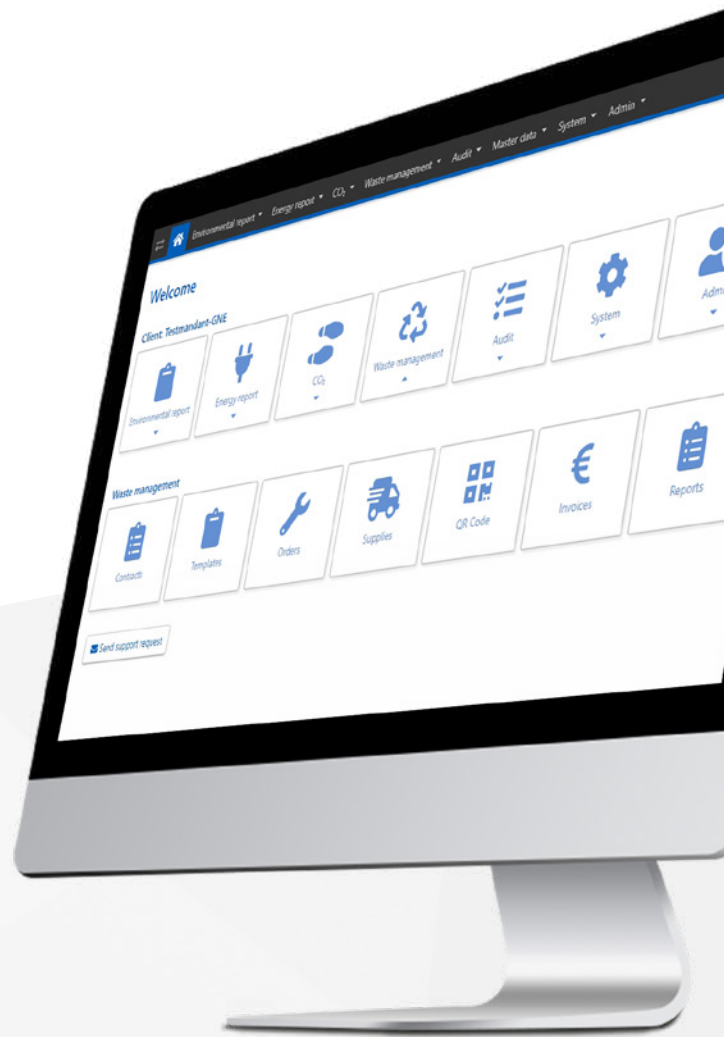 Environmental report Energy report CO₂ Waste management Audit Master data System Admin
Welcome
Client: Testmandant-GNE
Environmental report Energy report CO₂ Waste management Audit System Admin
Waste management
Contracts Templates Orders Supplies QR Code Invoices Reports
Send support request